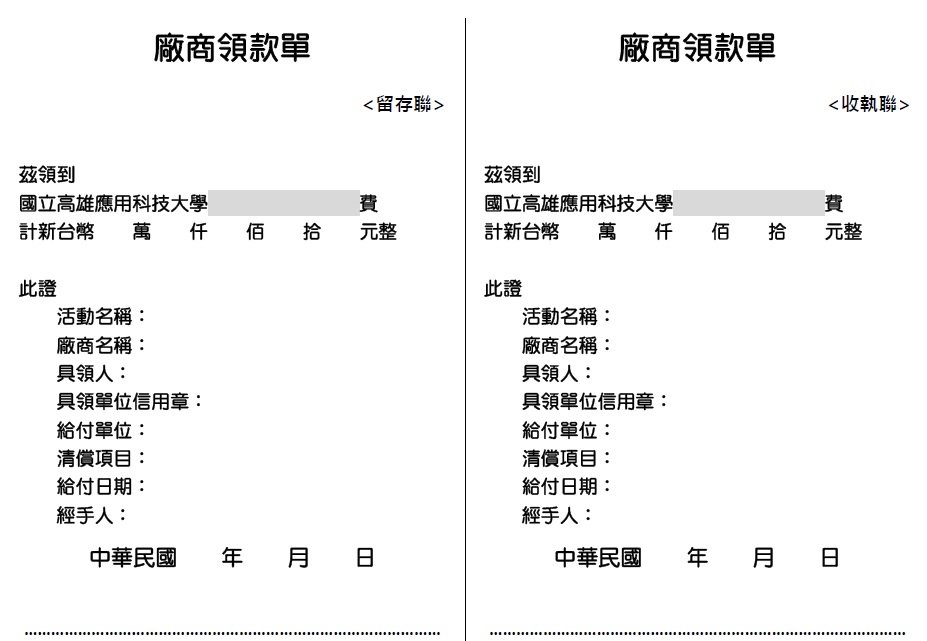 廠商領款單
<留存聯>
茲領到
國立高雄應用科技大學 費
計新台幣 萬 仟 佰 拾 元整
此證
活動名稱：
廠商名稱：
具領人：
具領單位信用章：
給付單位：
清償項目：
給付日期：
經手人：
中華民國 年 月 日
廠商領款單
<收執聯>
茲領到
國立高雄應用科技大學 費
計新台幣 萬 仟 佰 拾 元整
此證
活動名稱：
廠商名稱：
具領人：
具領單位信用章：
給付單位：
清償項目：
給付日期：
經手人：
中華民國 年 月 日